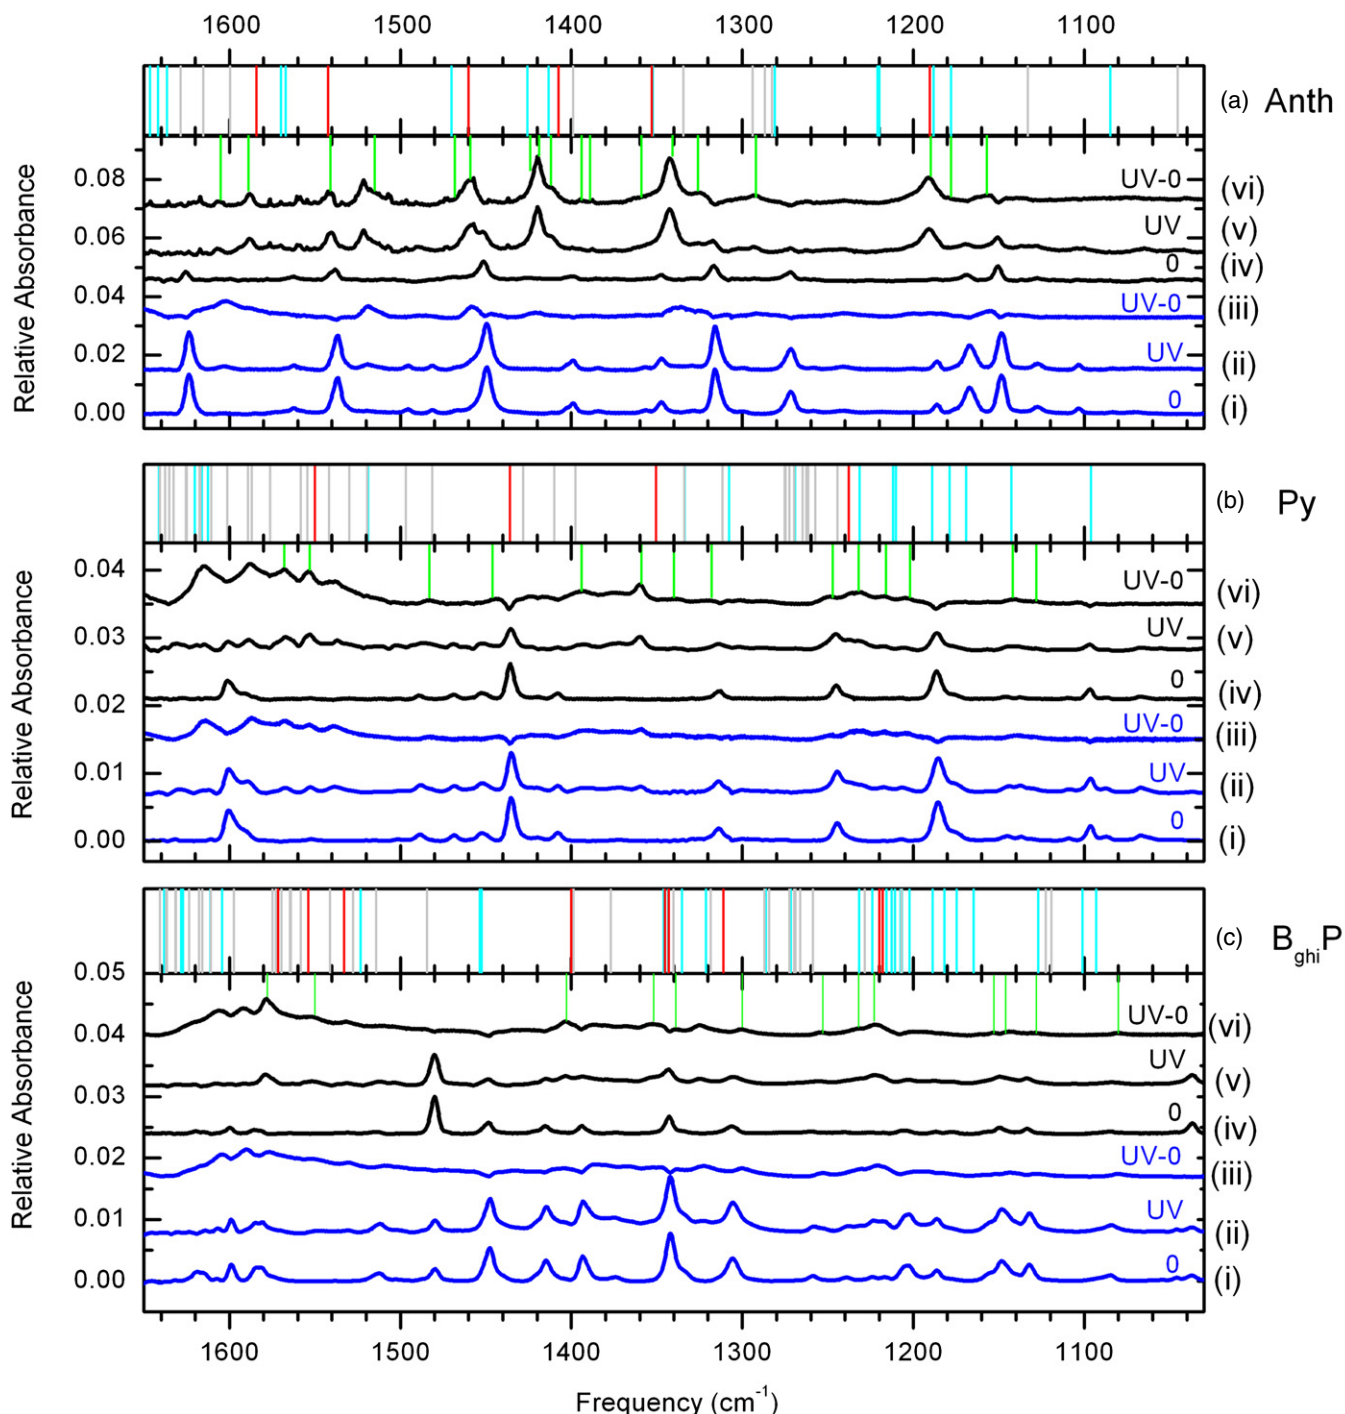 1600 1500 1400 1300 1200 1100
(a) Anth
0.08 UV-0 (vi)
0.06 UV (v)
0 (iv)
0.04 UV-0 (iii)
0.02 UV (ii)
0.00 0 (i)
Relative Absorbance
(b) Py
0.04 UV-0 (vi)
0.03 UV (v)
0 (iv)
0.02 UV-0 (iii)
0.01 UV (ii)
0.00 0 (i)
Relative Absorbance
(c) BghiP
0.05
0.04 UV-0 (vi)
UV (v)
0.03 0 (iv)
0.02 UV-0 (iii)
0.01 UV (ii)
0.00 0 (i)
Relative Absorbance
1600 1500 1400 1300 1200 1100
Frequency (cm-1)